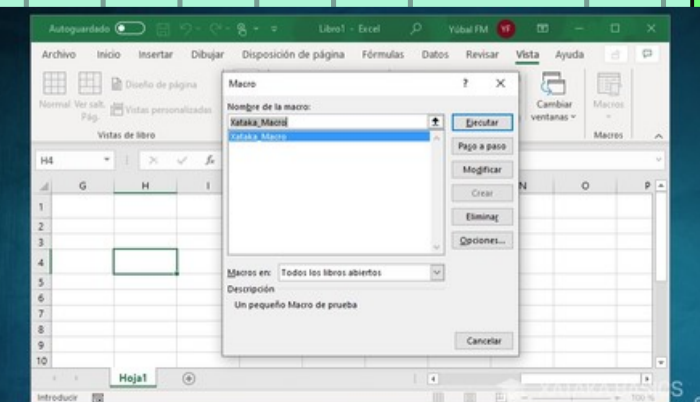 Autoguardado
Libro1 - Excel
Yúbal FM
YF
Archivo Inicio Insertar Dibujar Disposición de página Fórmulas Datos Revisar Vista Ayuda
Normal Ver salt. Pág.
Diseño de página
Vistas personalizadas
Vistas de libro
Cambiar ventanas
Macros
Macros
Macro
? ×
Nombre de la macro:
Xataka_Macro
Xataka_Macro
Ejecutar
Paso a paso
Modificar
Crear
Eliminar
Opciones...
Macros en: Todos los libros abiertos
Descripción
Un pequeño Macro de prueba
Cancelar
H4
fx
G H I N O P
1
2
3
4
5
6
7
8
9
10
Hoja1
Introducir
XATAKA BASICS
100 %